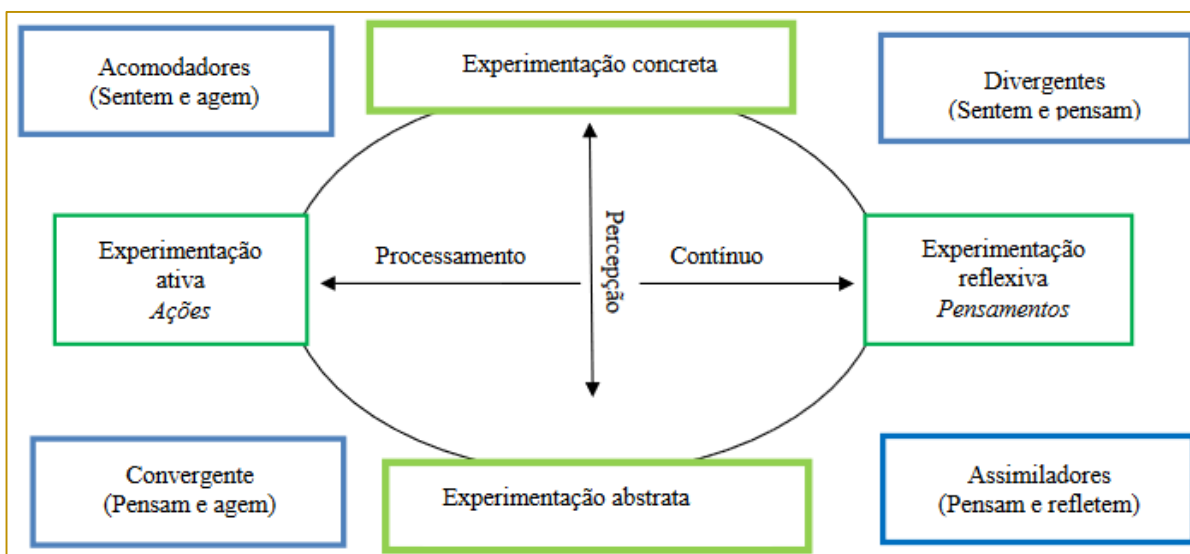 Acomodadores
(Sentem e agem)
Experimentação concreta
Divergentes
(Sentem e pensam)
Experimentação
ativa
Ações
Processamento
Percepção
Contínuo
Experimentação
reflexiva
Pensamentos
Convergente
(Pensam e agem)
Experimentação abstrata
Assimiladores
(Pensam e refletem)